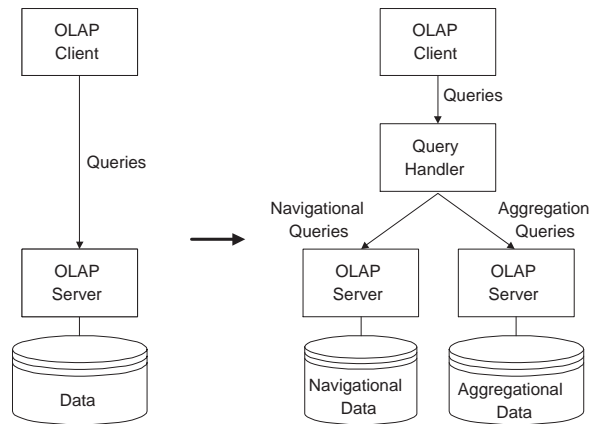 OLAP
Client
Queries
OLAP
Server
Data
OLAP
Client
Queries
Query
Handler
Navigational
Queries
Aggregation
Queries
OLAP
Server
OLAP
Server
Navigational
Data
Aggregational
Data